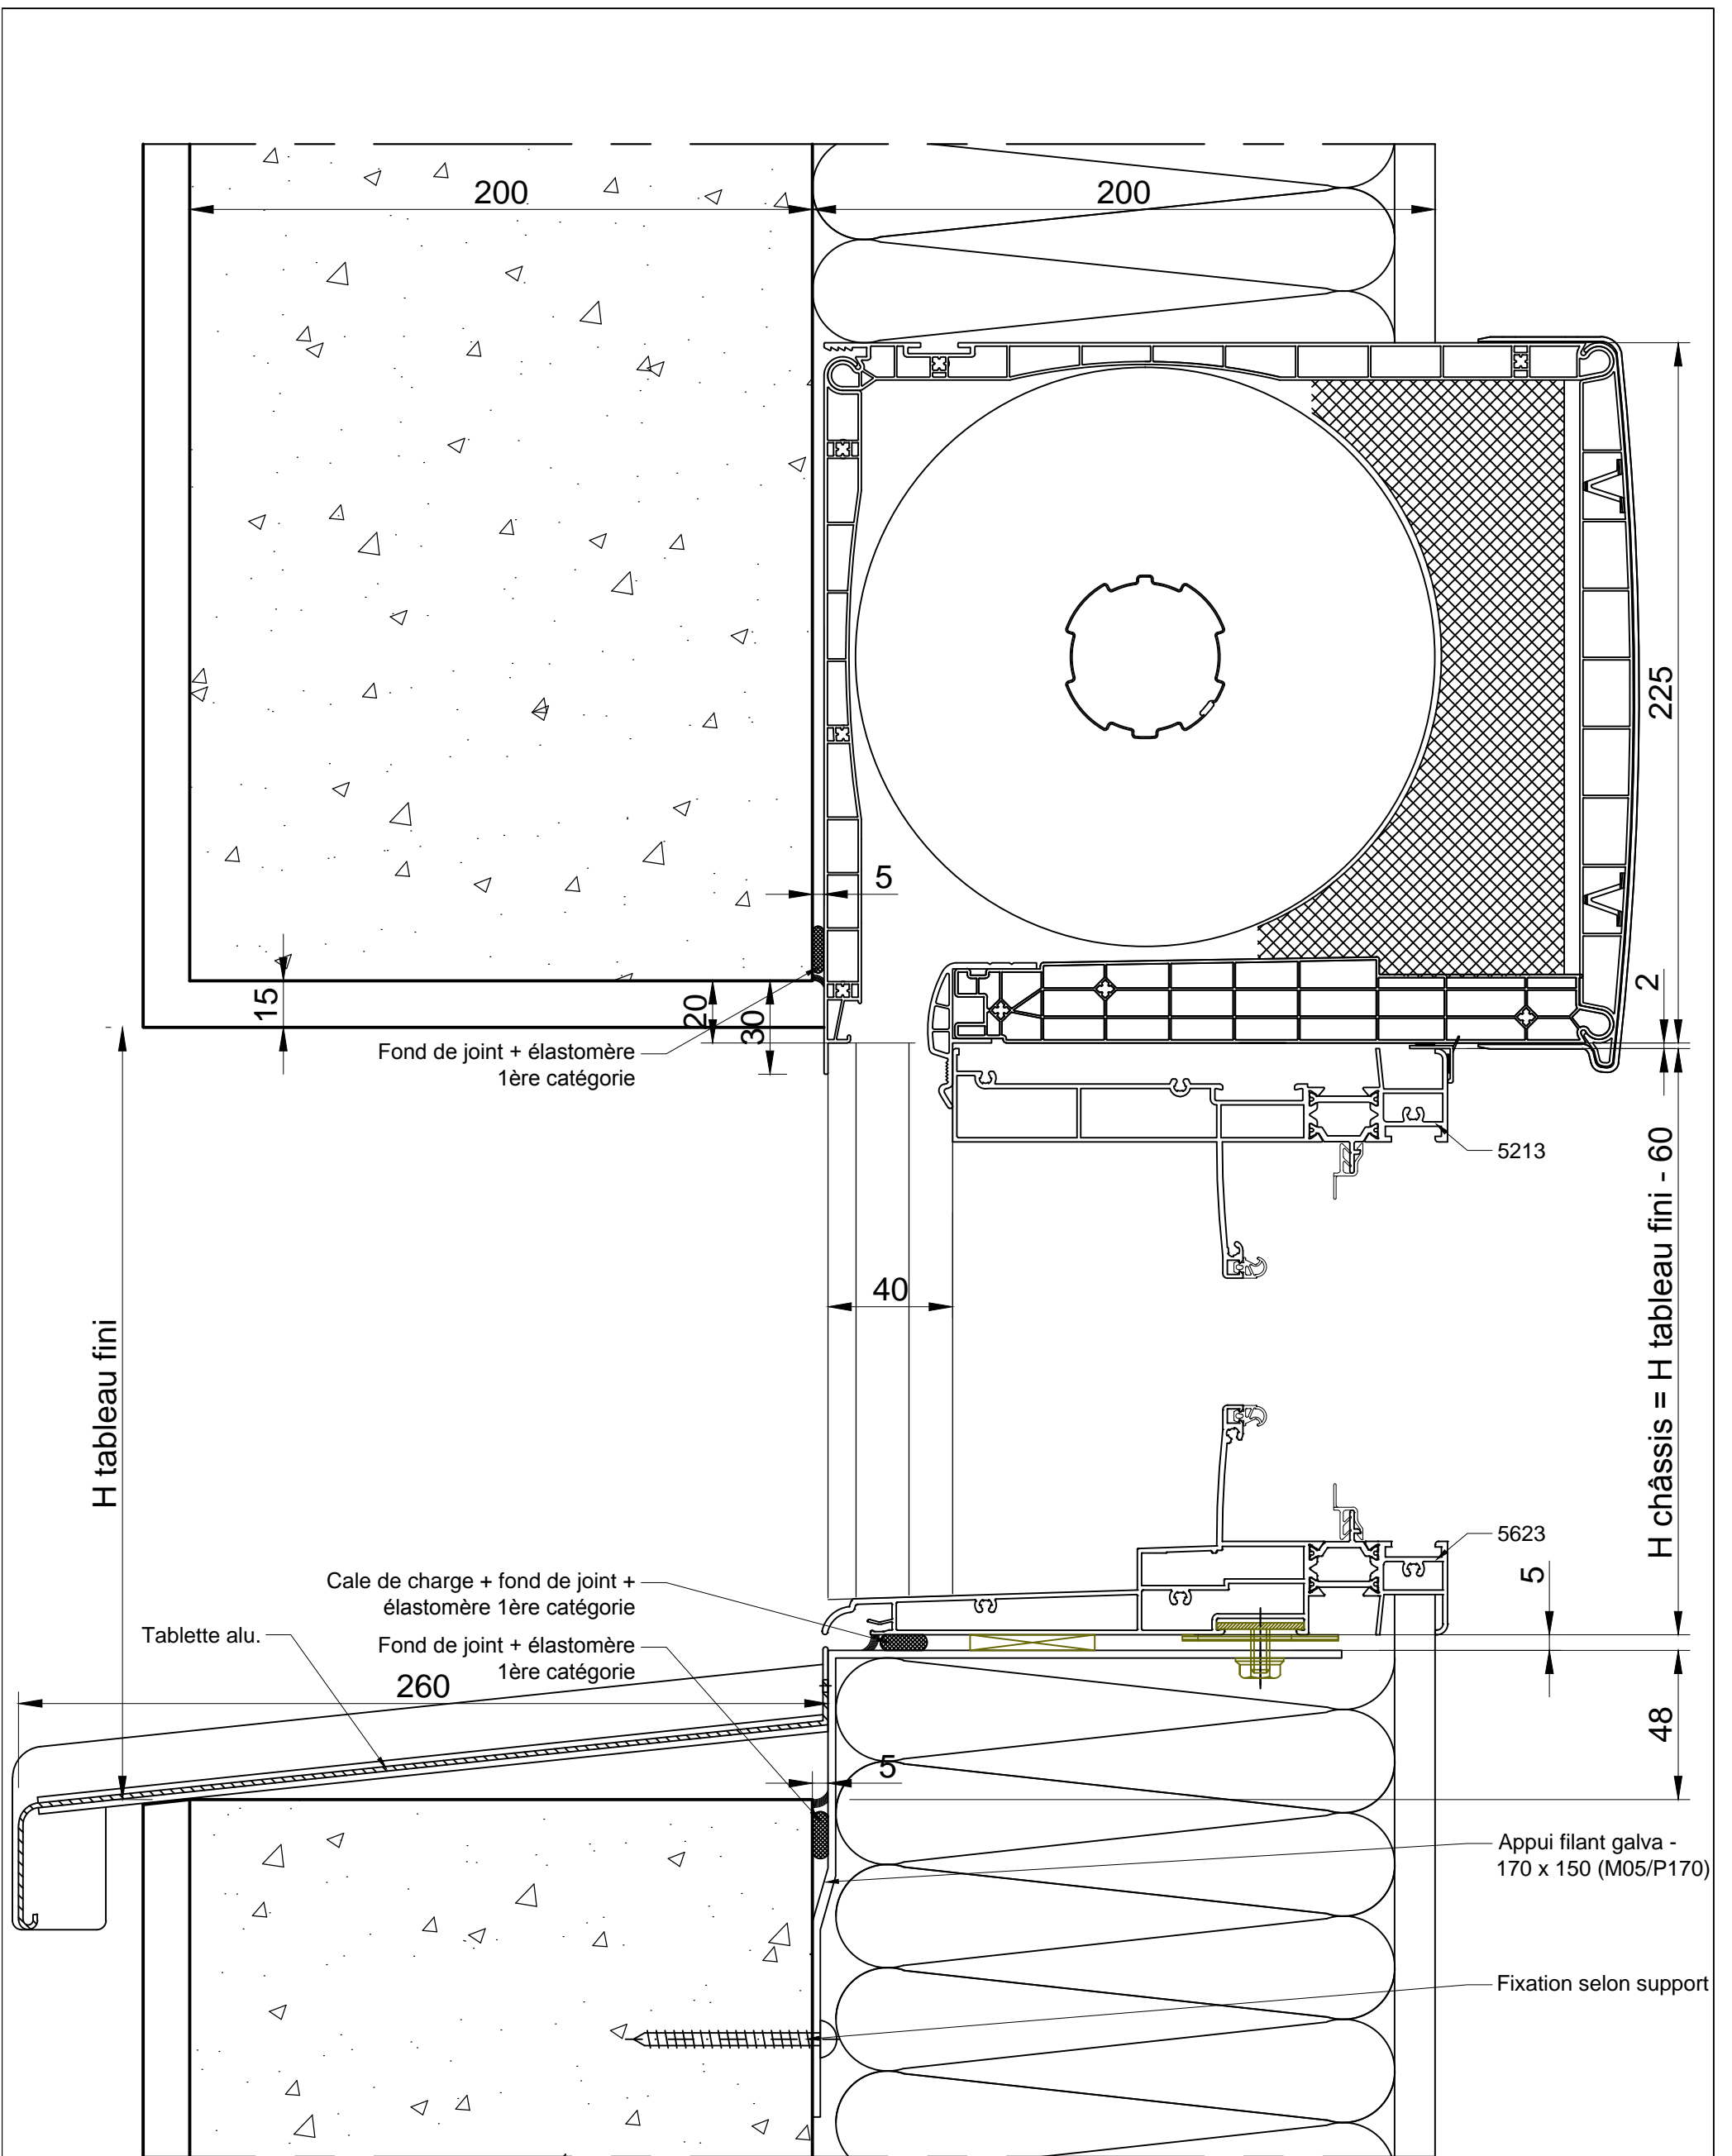 200
200
225
5
15
20
30
2
Fond de joint + élastomère
1ère catégorie
5213
40
H tableau fini
H châssis = H tableau fini - 60
5623
5
Cale de charge + fond de joint +
élastomère 1ère catégorie
Tablette alu.
Fond de joint + élastomère
1ère catégorie
260
48
5
Appui filant galva -
170 x 150 (M05/P170)
Fixation selon support